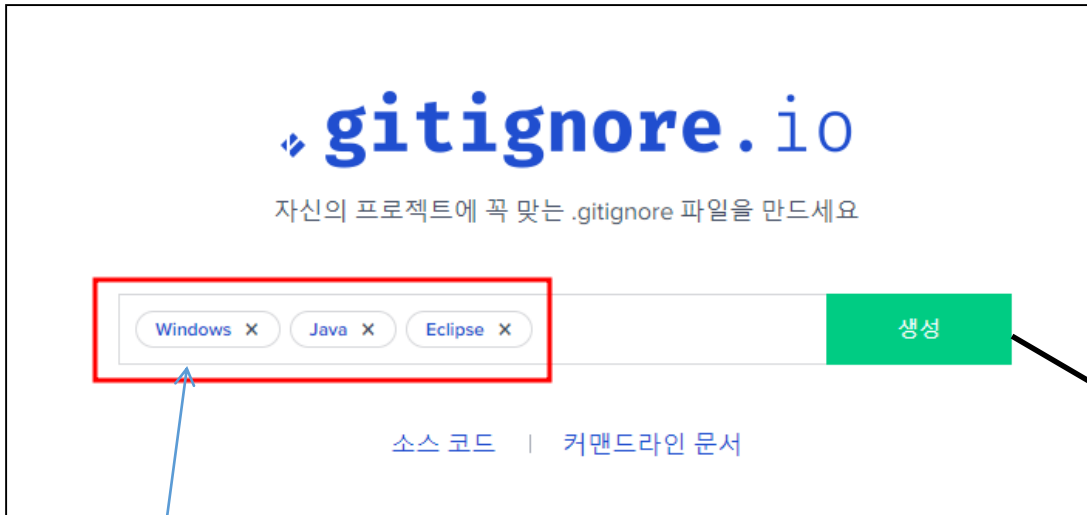 .gitignore.io
자신의 프로젝트에 꼭 맞는 .gitignore 파일을 만드세요
Windows X Java X Eclipse X 생성
소스 코드 | 커맨드라인 문서